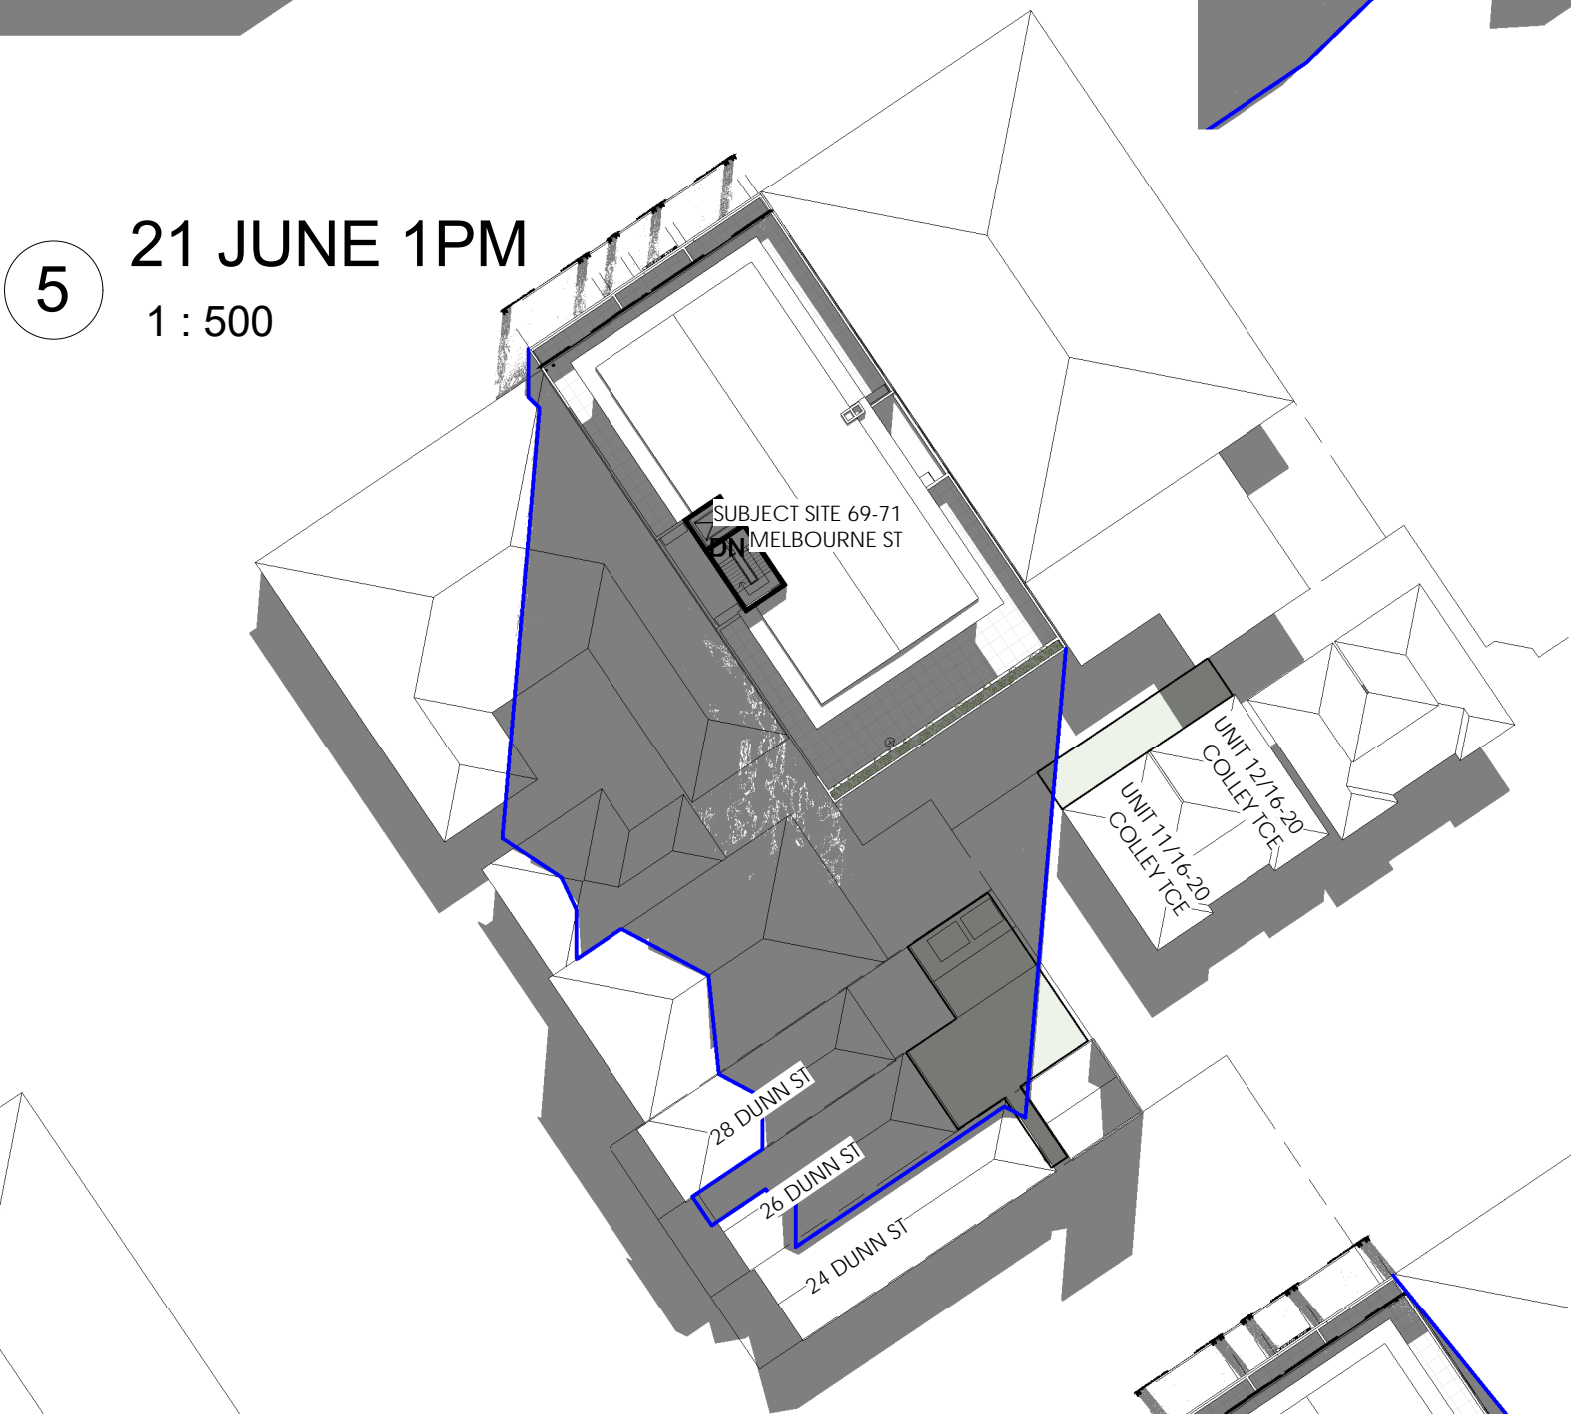 5
21 JUNE 1PM
1 : 500
SUBJECT SITE 69-71
MELBOURNE ST
DN
UNIT 12/16-20
COLLEY TCE
UNIT 11/16-20
COLLEY TCE
28 DUNN ST
26 DUNN ST
24 DUNN ST